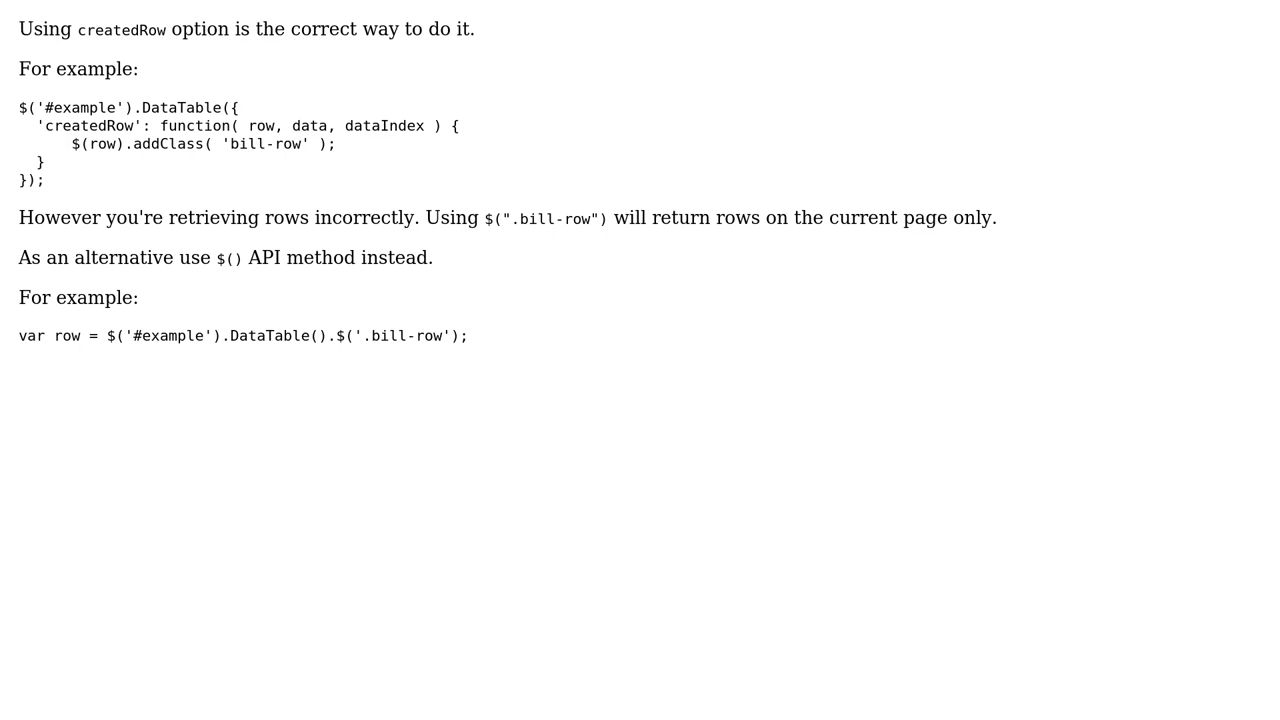 Using createdRow option is the correct way to do it.
For example:
$('#example').DataTable({
  'createdRow': function( row, data, dataIndex ) {
      $(row).addClass( 'bill-row' );
  }
});
However you're retrieving rows incorrectly. Using $(".bill-row") will return rows on the current page only.
As an alternative use $() API method instead.
For example:
var row = $('#example').DataTable().$('.bill-row');